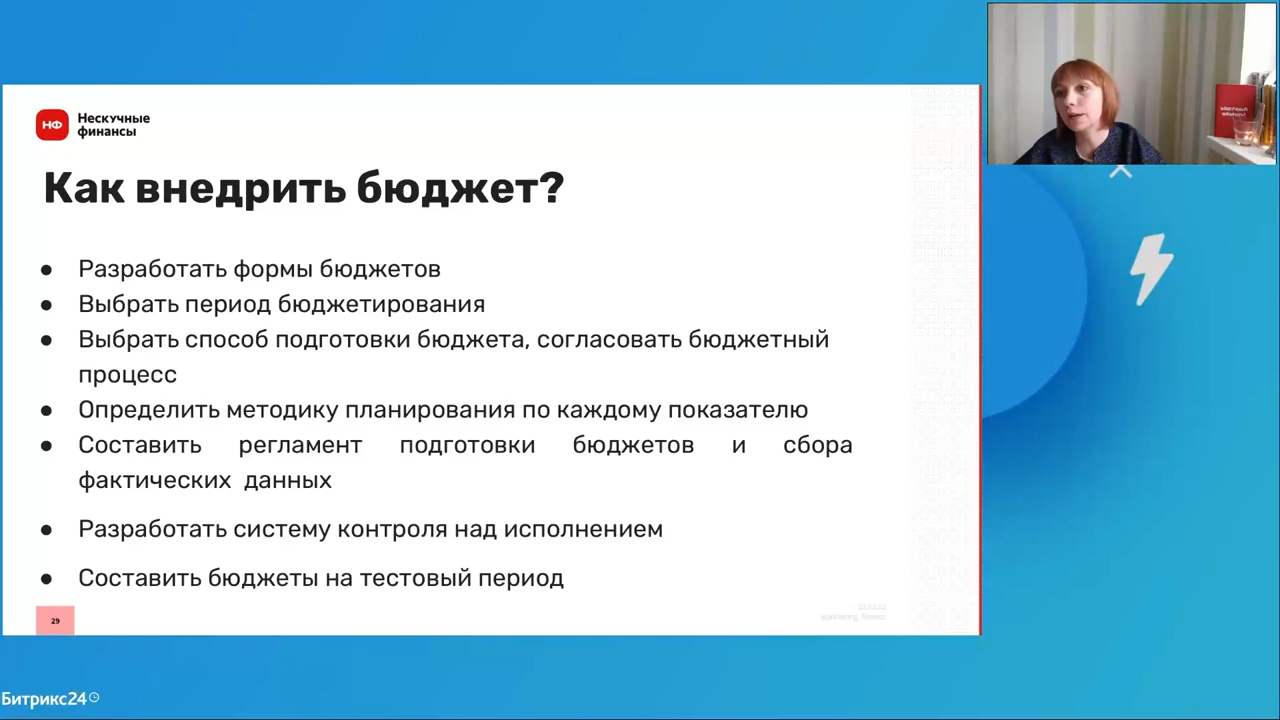 Нескучные
финансы
НФ
Как внедрить бюджет?
● Разработать формы бюджетов
● Выбрать период бюджетирования
● Выбрать способ подготовки бюджета, согласовать бюджетный
процесс
● Определить методику планирования по каждому показателю
● Составить регламент подготовки бюджетов и сбора
фактических данных
● Разработать систему контроля над исполнением
● Составить бюджеты на тестовый период
29
Битрикс24